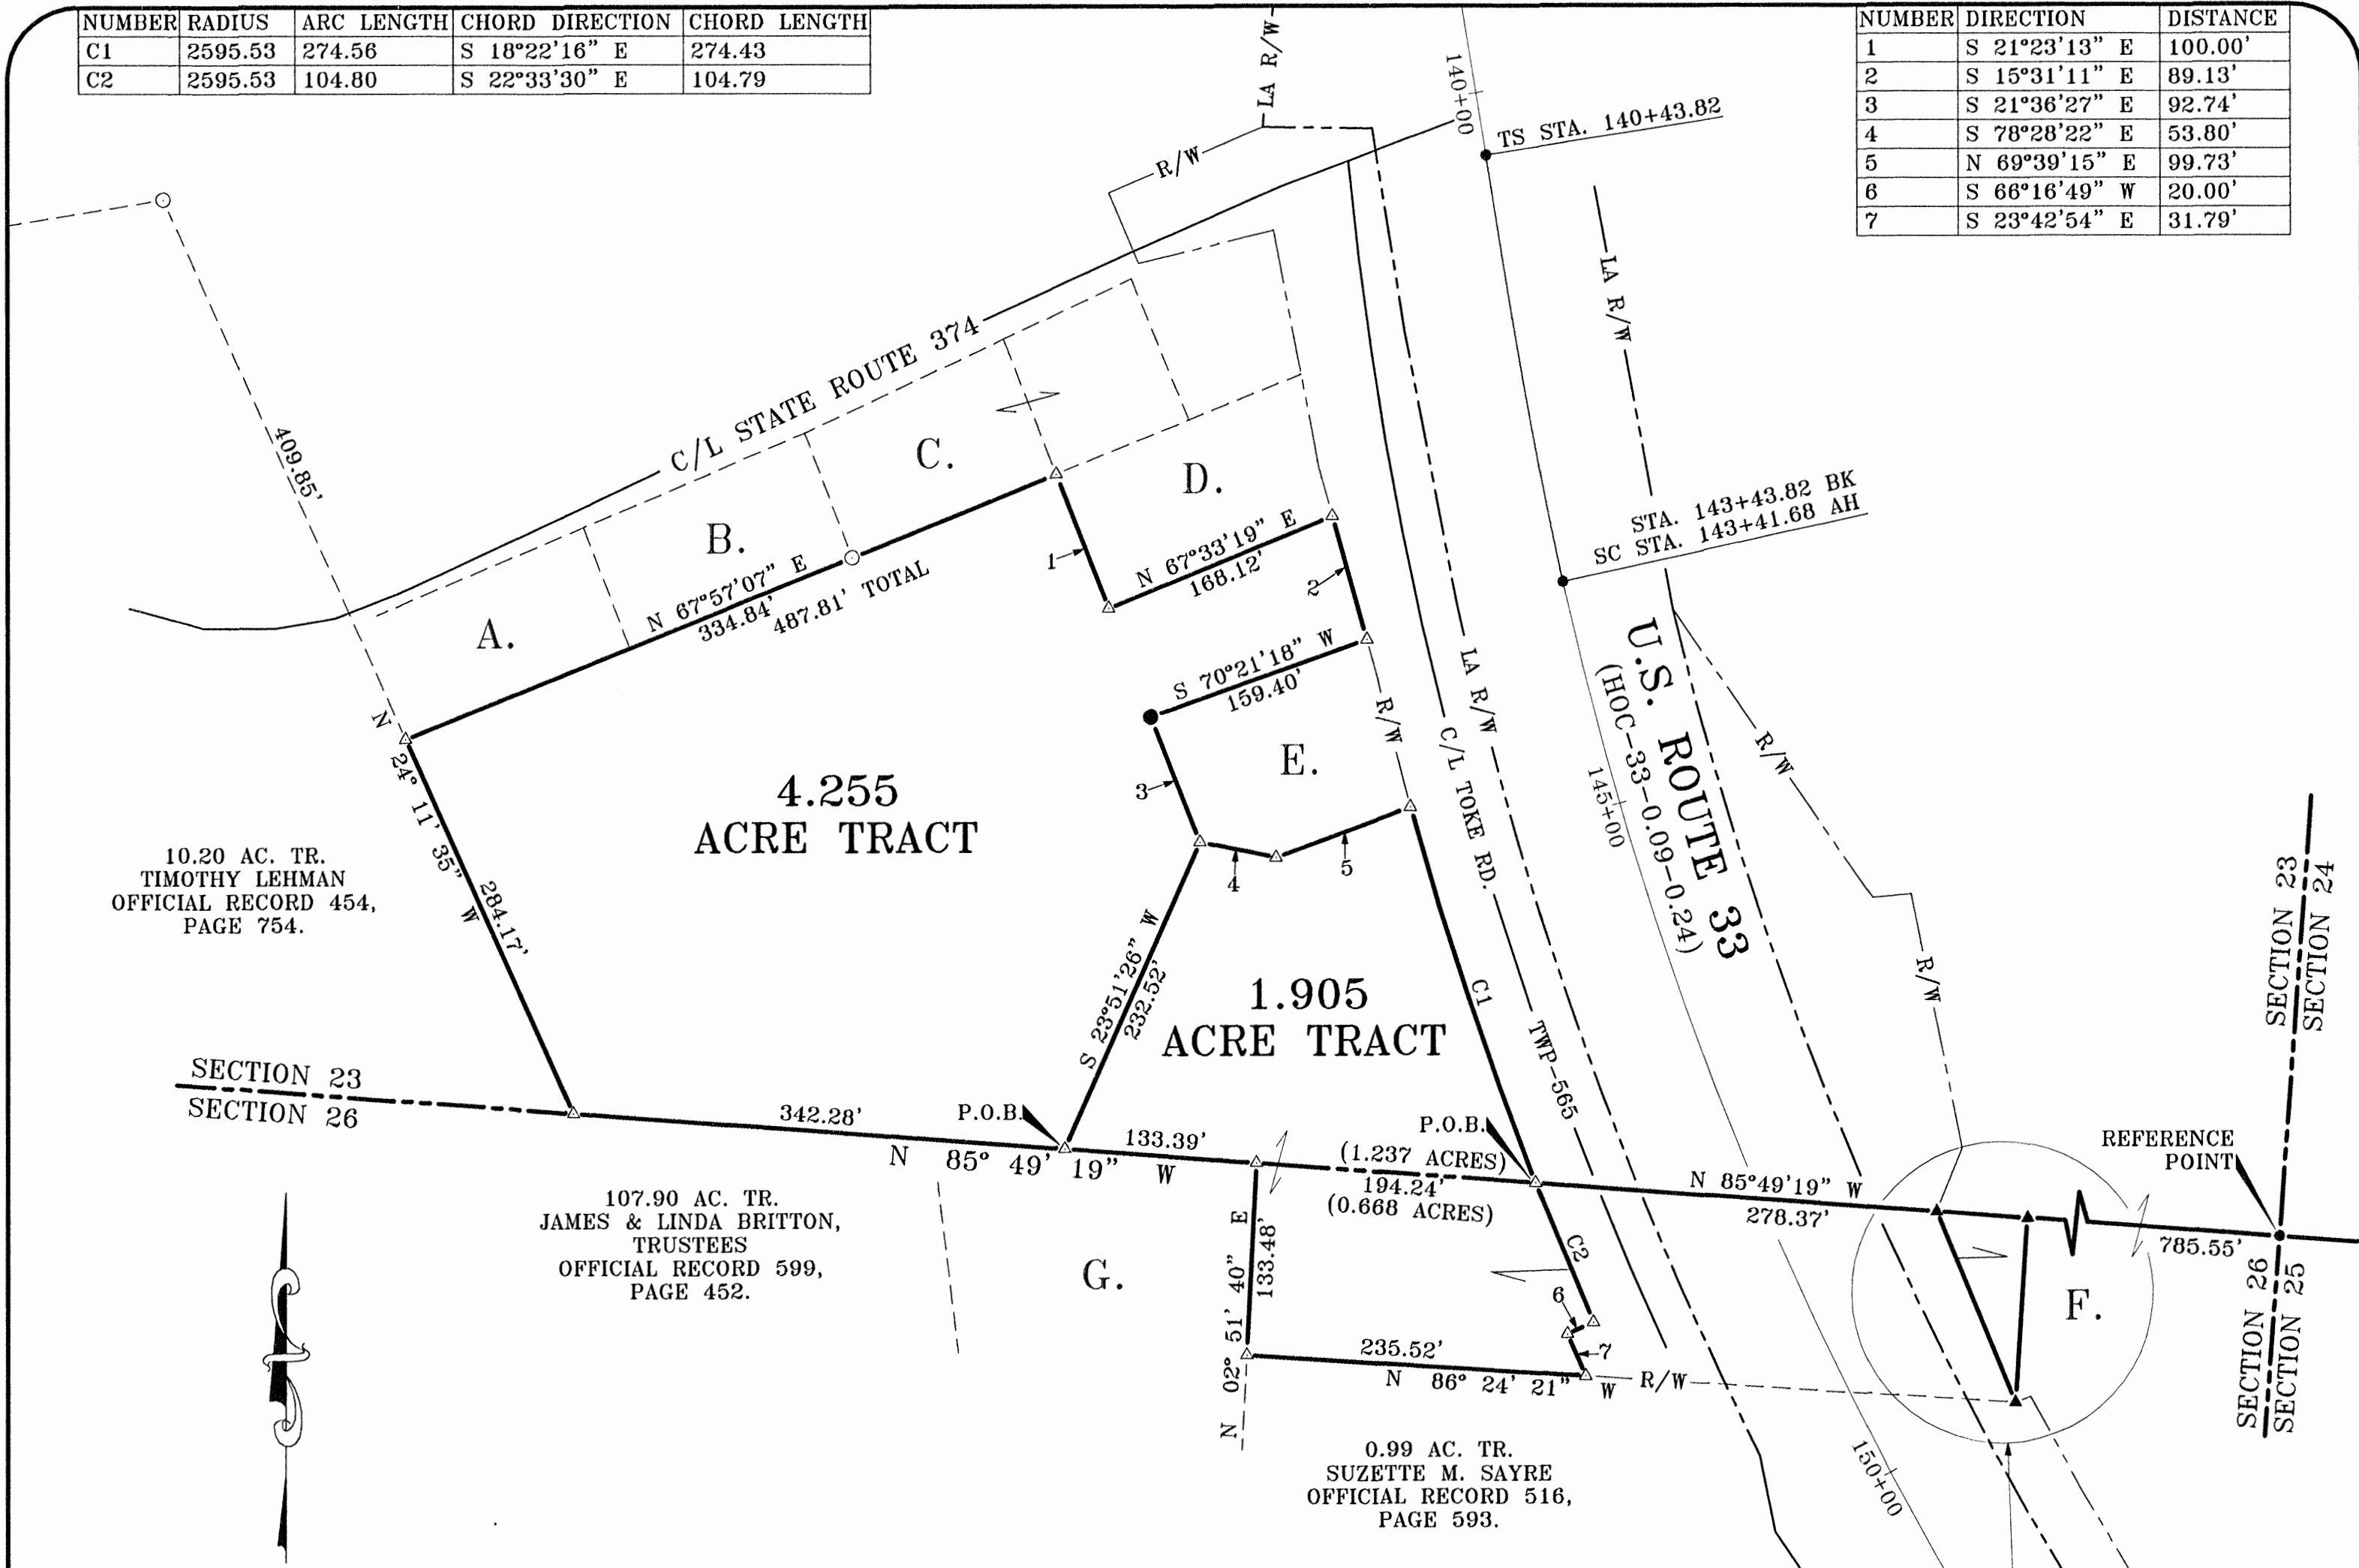 NUMBER RADIUS ARC LENGTH CHORD DIRECTION CHORD LENGTH
C1 2595.53 274.56 S 18°22'16" E 274.43
C2 2595.53 104.80 S 22°33'30" E 104.79
NUMBER DIRECTION DISTANCE
1 S 21°23'13" E 100.00'
2 S 15°31'11" E 89.13'
3 S 21°36'27" E 92.74'
4 S 78°28'22" E 53.80'
5 N 69°39'15" E 99.73'
6 S 66°16'49" W 20.00'
7 S 23°42'54" E 31.79'
LA R/W
140+00
TS STA. 140+43.82
R/W
LA R/W
C/L STATE ROUTE 374
409.85'
A.
B.
C.
D.
N 67°57'07" E
334.84'
487.81' TOTAL
1
N 67°33'19" E
168.12'
2
STA. 143+43.82 BK
SC STA. 143+41.68 AH
S 70°21'18" W
159.40'
R/W
LA R/W
U.S. ROUTE 33
(HOC-33-0.09-0.24)
R/W
C/L TOKE RD.
TWP-565
145+00
E.
3
4
5
N 24° 11' 35" W
284.17'
4.255
ACRE TRACT
10.20 AC. TR.
TIMOTHY LEHMAN
OFFICIAL RECORD 454,
PAGE 754.
S 23°51'26" W
232.52'
1.905
ACRE TRACT
C1
R/W
SECTION 23
SECTION 24
SECTION 23
SECTION 26
342.28'
P.O.B.
133.39'
N 85° 49' 19" W
P.O.B.
(1.237 ACRES)
194.24'
(0.668 ACRES)
N 85°49'19" W
278.37'
REFERENCE
POINT
785.55'
SECTION 26
SECTION 25
107.90 AC. TR.
JAMES & LINDA BRITTON,
TRUSTEES
OFFICIAL RECORD 599,
PAGE 452.
G.
N 02° 51' 40" E
133.48'
C2
6
7
F.
235.52'
N 86° 24' 21" W
R/W
0.99 AC. TR.
SUZETTE M. SAYRE
OFFICIAL RECORD 516,
PAGE 593.
150+00